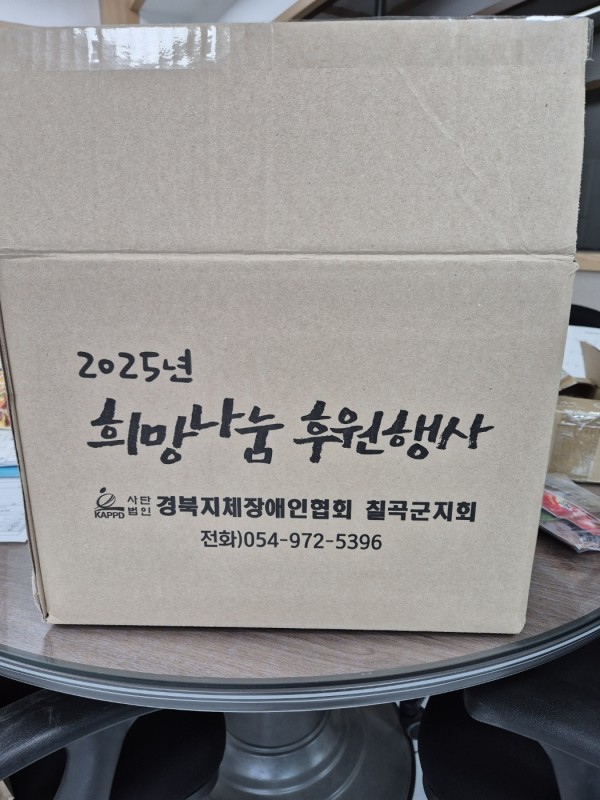 2025년
희망나눔 후원행사
KAPPD 사단법인 경북지체장애인협회 칠곡군지회
전화)054-972-5396